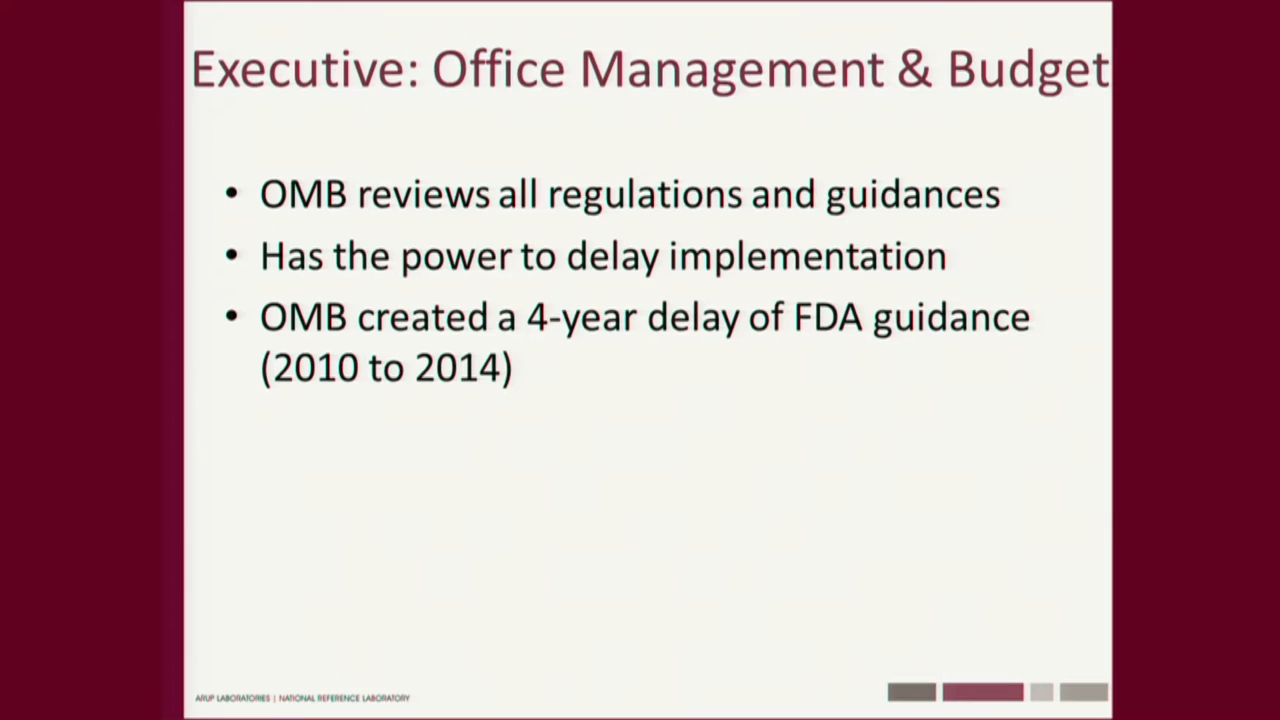 Executive: Office Management & Budget
• OMB reviews all regulations and guidances
• Has the power to delay implementation
• OMB created a 4-year delay of FDA guidance
(2010 to 2014)
ARUP LABORATORIES | NATIONAL REFERENCE LABORATORY